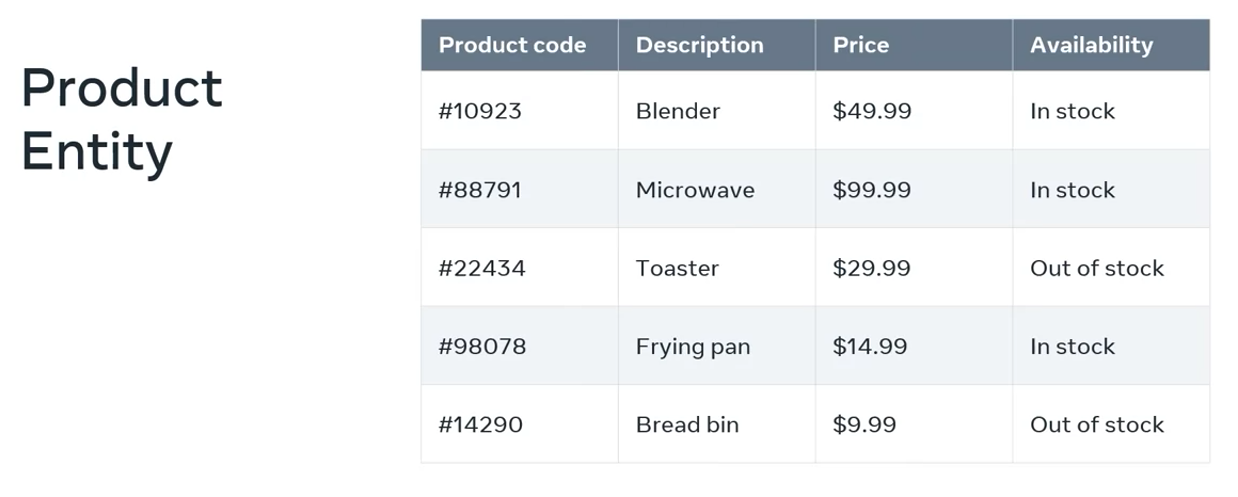 Product
Entity
Product code Description Price Availability
#10923 Blender $49.99 In stock
#88791 Microwave $99.99 In stock
#22434 Toaster $29.99 Out of stock
#98078 Frying pan $14.99 In stock
#14290 Bread bin $9.99 Out of stock